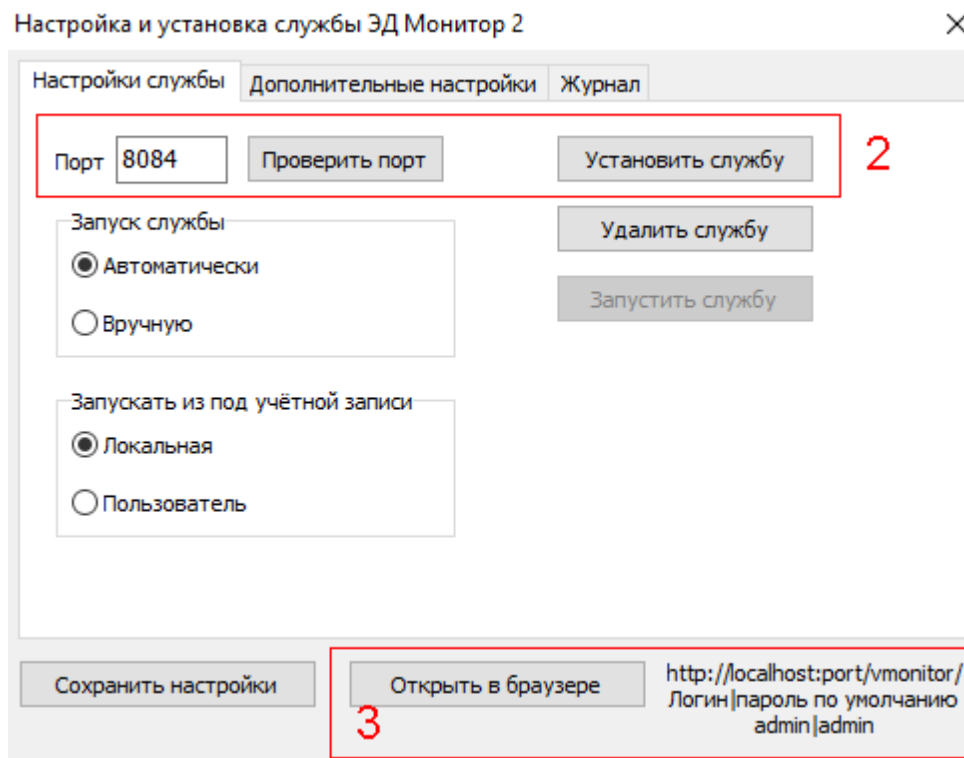 Настройка и установка службы ЭД Монитор 2
Настройки службы Дополнительные настройки Журнал
Порт 8084 Проверить порт Установить службу 2
Запуск службы
Удалить службу
Автоматически
Запустить службу
Вручную
Запускать из под учётной записи
Локальная
Пользователь
Сохранить настройки Открыть в браузере
3
http://localhost:port/vmonitor/
Логин|пароль по умолчанию
admin|admin